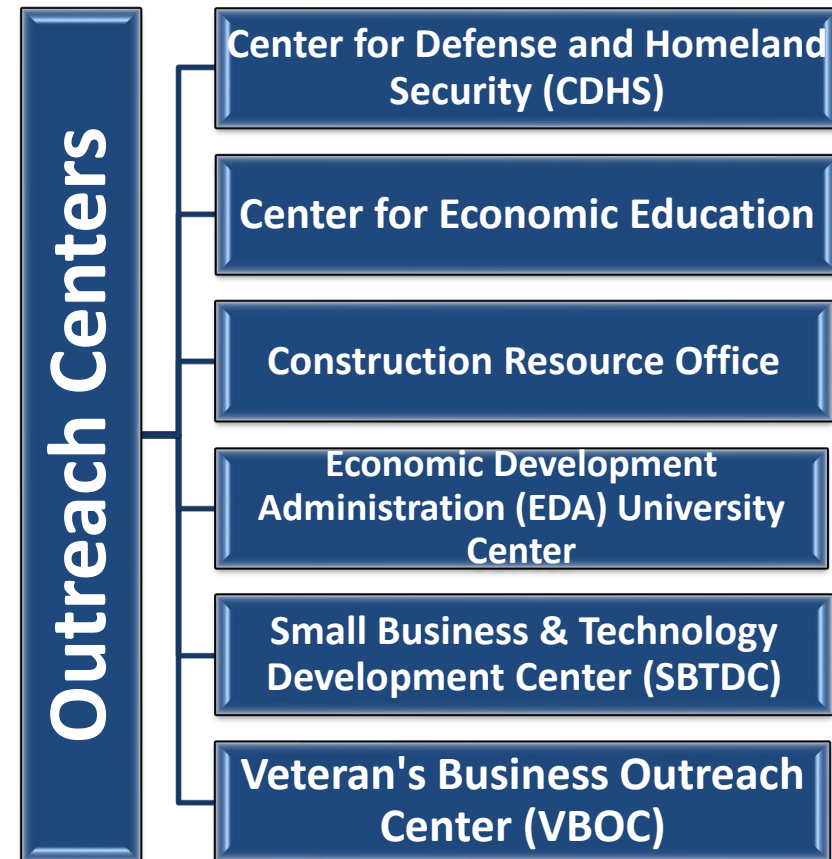 Outreach Centers
Center for Defense and Homeland
Security (CDHS)
Center for Economic Education
Construction Resource Office
Economic Development
Administration (EDA) University
Center
Small Business & Technology
Development Center (SBTDC)
Veteran's Business Outreach
Center (VBOC)